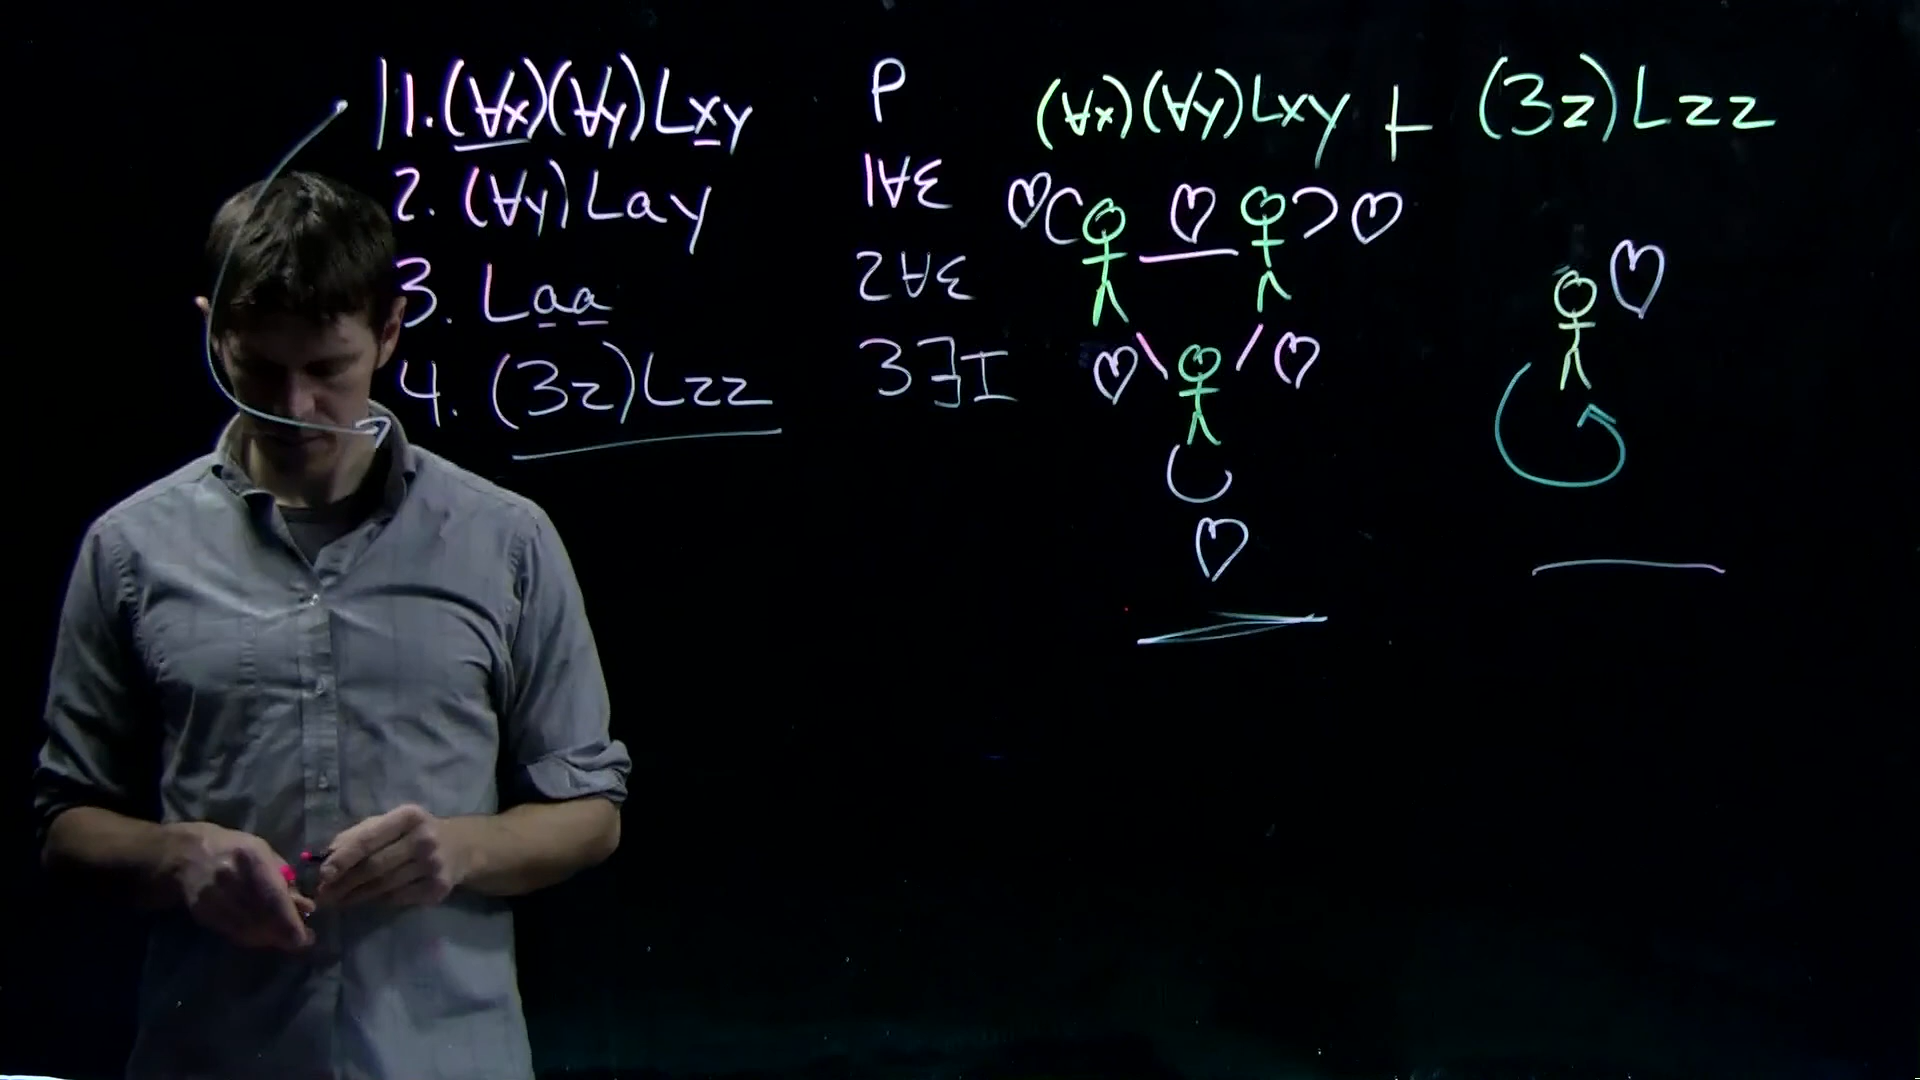 1. (∀x)(∀y)Lxy P
2. (∀y)Lay 1∀E
3. Laa 2∀E
4. (∃z)Lzz 3∃I
(∀x)(∀y)Lxy ⊢ (∃z)Lzz